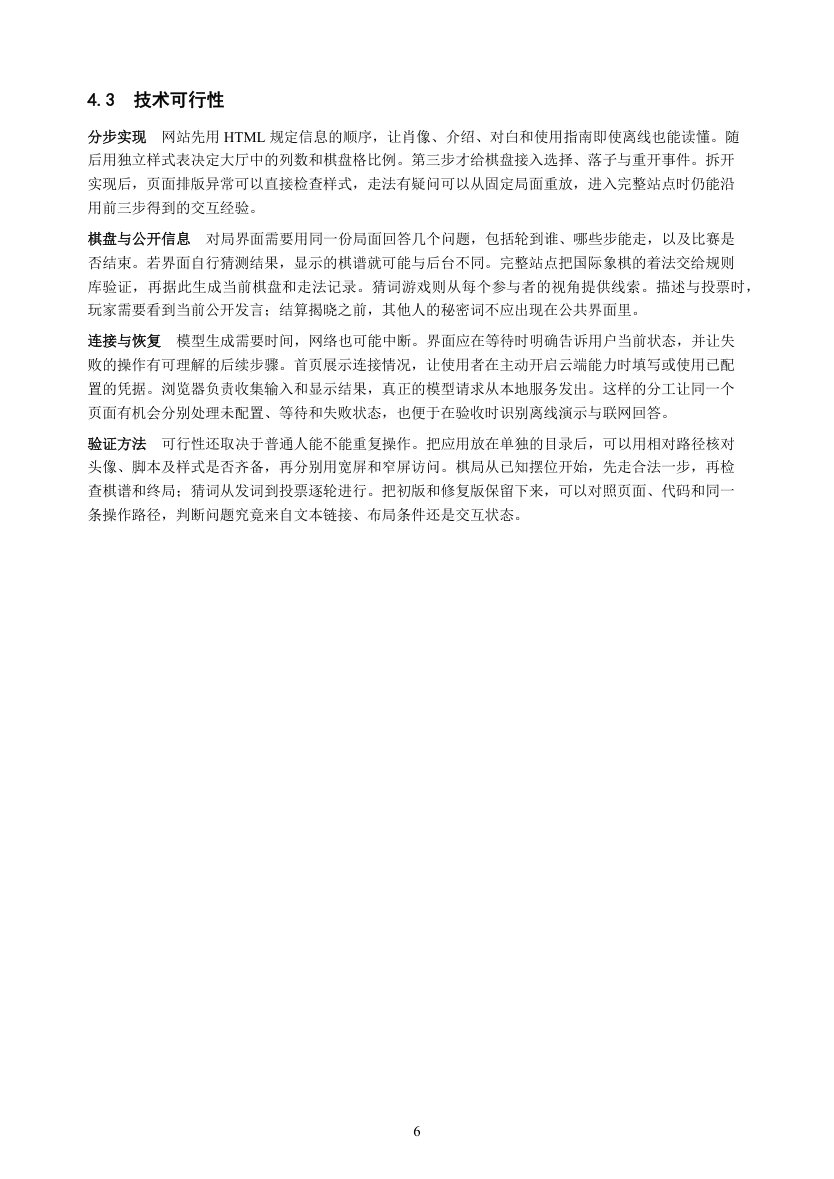 4.3 技术可行性
分步实现 网站先用 HTML 规定信息的顺序，让肖像、介绍、对白和使用指南即使离线也能读懂。随
后用独立样式表决定大厅中的列数和棋盘格比例。第三步才给棋盘接入选择、落子与重开事件。拆开
实现后，页面排版异常可以直接检查样式，走法有疑问可以从固定局面重放，进入完整站点时仍能沿
用前三步得到的交互经验。
棋盘与公开信息 对局界面需要用同一份局面回答几个问题，包括轮到谁、哪些步能走，以及比赛是
否结束。若界面自行猜测结果，显示的棋谱就可能与后台不同。完整站点把国际象棋的着法交给规则
库验证，再据此生成当前棋盘和走法记录。猜词游戏则从每个参与者的视角提供线索。描述与投票时，
玩家需要看到当前公开发言；结算揭晓之前，其他人的秘密词不应出现在公共界面里。
连接与恢复 模型生成需要时间，网络也可能中断。界面应在等待时明确告诉用户当前状态，并让失
败的操作有可理解的后续步骤。首页展示连接情况，让使用者在主动开启云端能力时填写或使用已配
置的凭据。浏览器负责收集输入和显示结果，真正的模型请求从本地服务发出。这样的分工让同一个
页面有机会分别处理未配置、等待和失败状态，也便于在验收时识别离线演示与联网回答。
验证方法 可行性还取决于普通人能不能重复操作。把应用放在单独的目录后，可以用相对路径核对
头像、脚本及样式是否齐备，再分别用宽屏和窄屏访问。棋局从已知摆位开始，先走合法一步，再检
查棋谱和终局；猜词从发词到投票逐轮进行。把初版和修复版保留下来，可以对照页面、代码和同一
条操作路径，判断问题究竟来自文本链接、布局条件还是交互状态。
6